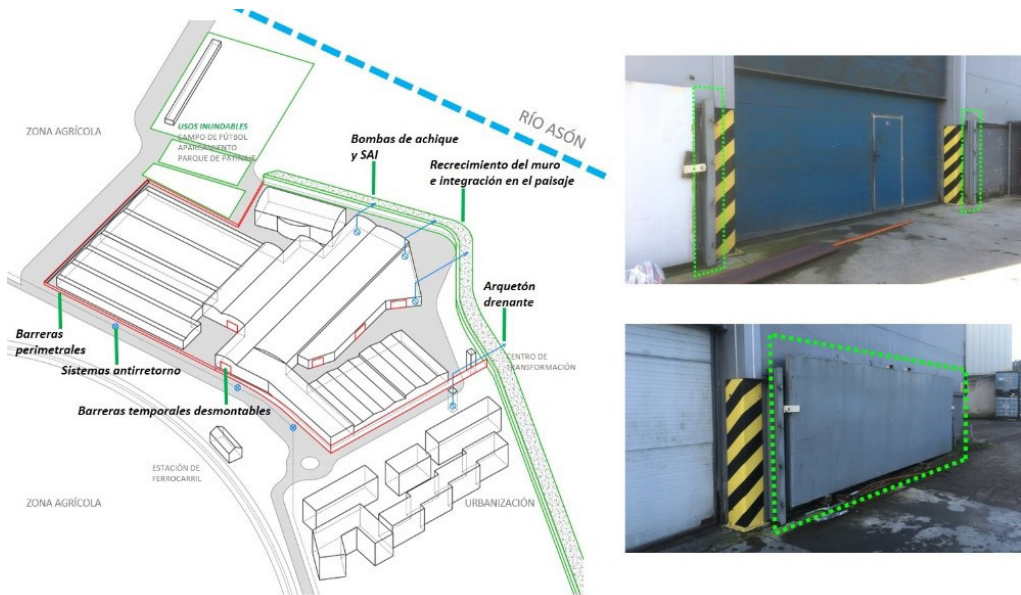 ZONA AGRÍCOLA
USOS INUNDABLES
CAMPO DE FÚTBOL
APARCAMIENTO
PARQUE DE PATINAJE
RÍO ASÓN
Bombas de achique
y SAI
Recrecimiento del muro
e integración en el paisaje
Arquetón
drenante
Barreras
perimetrales
Sistemas antirretorno
Barreras temporales desmontables
CENTRO DE
TRANSFORMACIÓN
ESTACIÓN DE
FERROCARRIL
ZONA AGRÍCOLA
URBANIZACIÓN